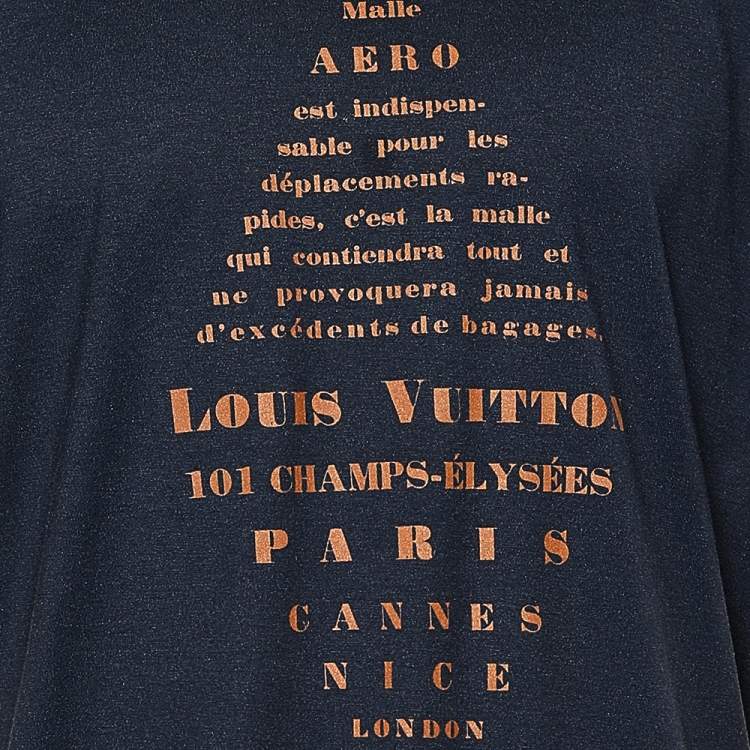 Malle
AERO
est indispen-
sable pour les
déplacements ra-
pides, c'est la malle
qui contiendra tout et
ne provoquera jamais
d'excédents de bagages.
LOUIS VUITTON
101 CHAMPS-ÉLYSÉES
PARIS
CANNES
NICE
LONDON